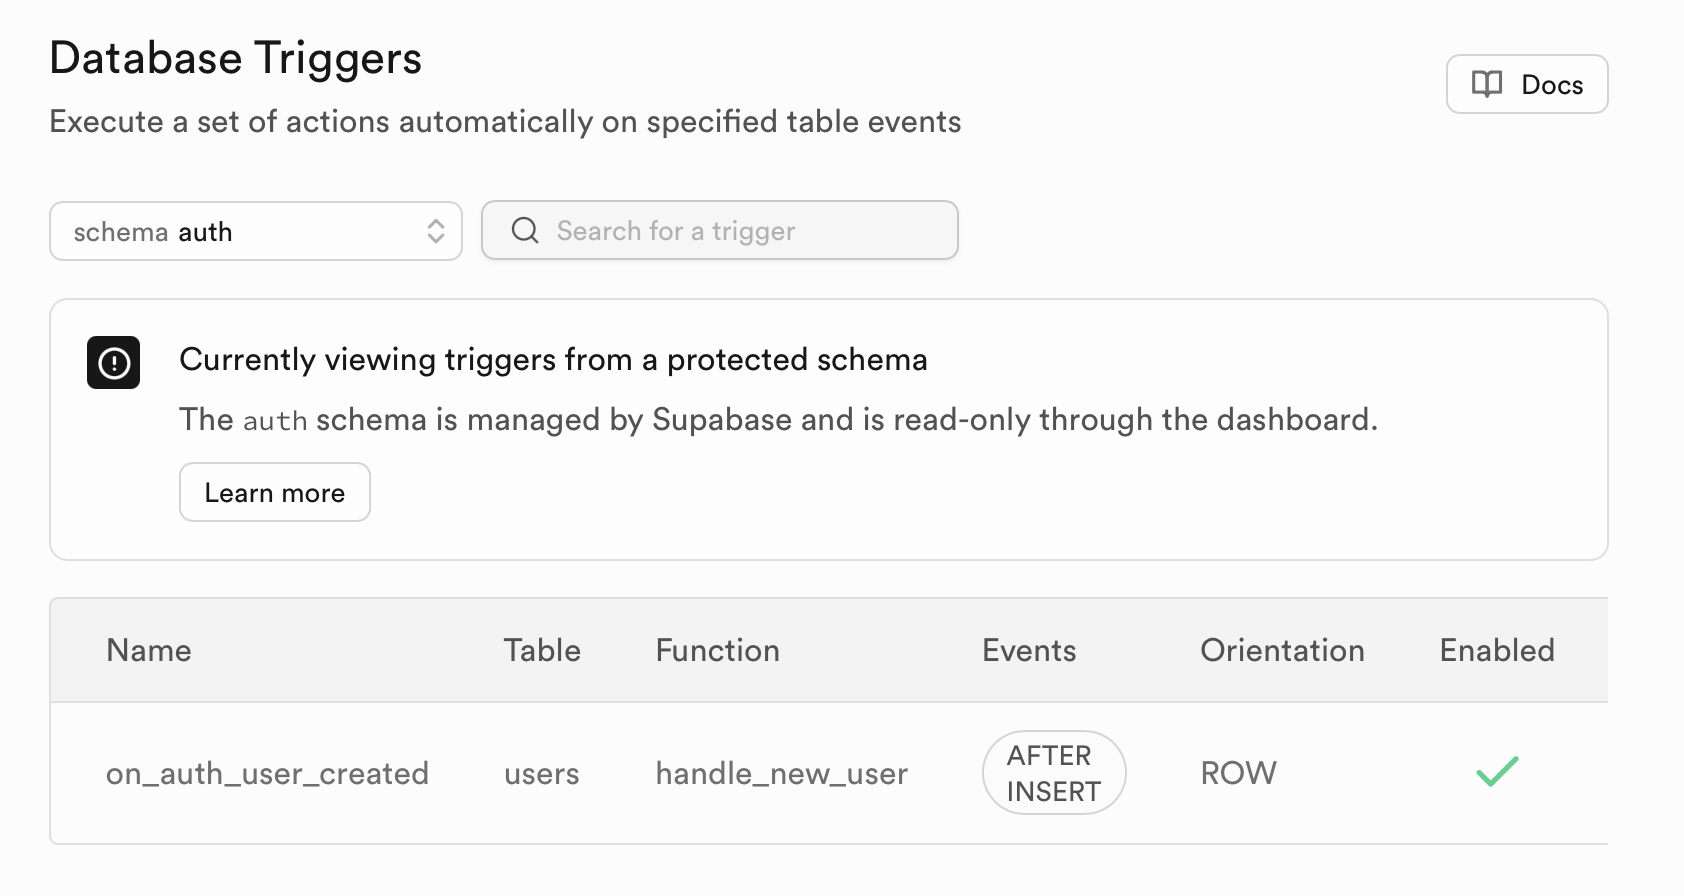 Database Triggers
Docs
Execute a set of actions automatically on specified table events
schema auth
Search for a trigger
Currently viewing triggers from a protected schema
The auth schema is managed by Supabase and is read-only through the dashboard.
Learn more
Name Table Function Events Orientation Enabled
on_auth_user_created users handle_new_user AFTER INSERT ROW